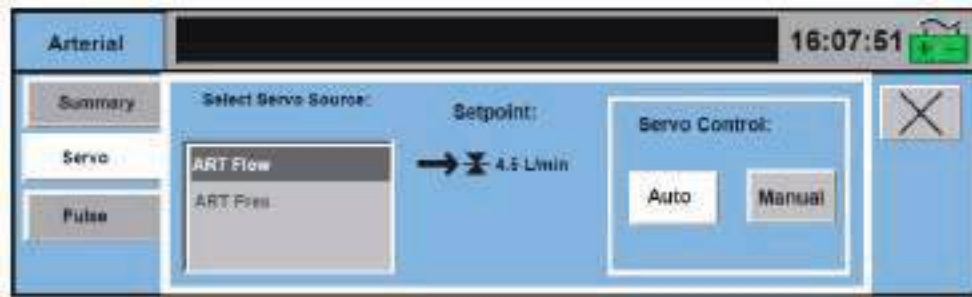 Arterial
16:07:51
Summary
Servo
Pulse
Select Servo Source:
ART Flow
ART Pres
Setpoint:
4.5 L/min
Servo Control:
Auto
Manual